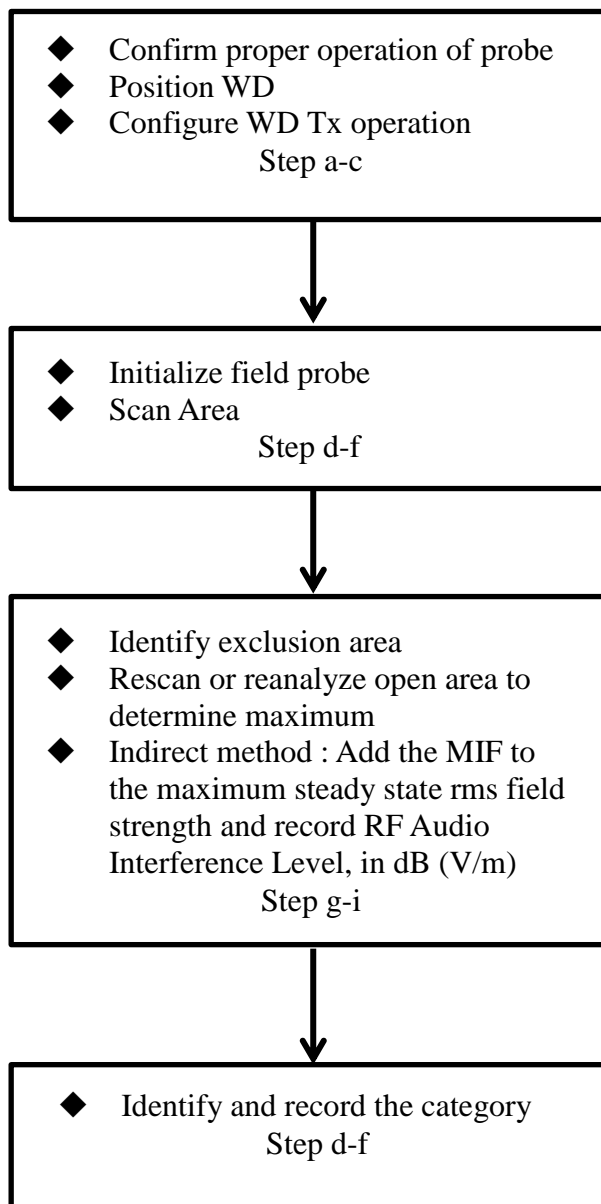 ◆ Confirm proper operation of probe
◆ Position WD
◆ Configure WD Tx operation
Step a-c
◆ Initialize field probe
◆ Scan Area
Step d-f
◆ Identify exclusion area
◆ Rescan or reanalyze open area to
determine maximum
◆ Indirect method : Add the MIF to
the maximum steady state rms field
strength and record RF Audio
Interference Level, in dB (V/m)
Step g-i
◆ Identify and record the category
Step d-f